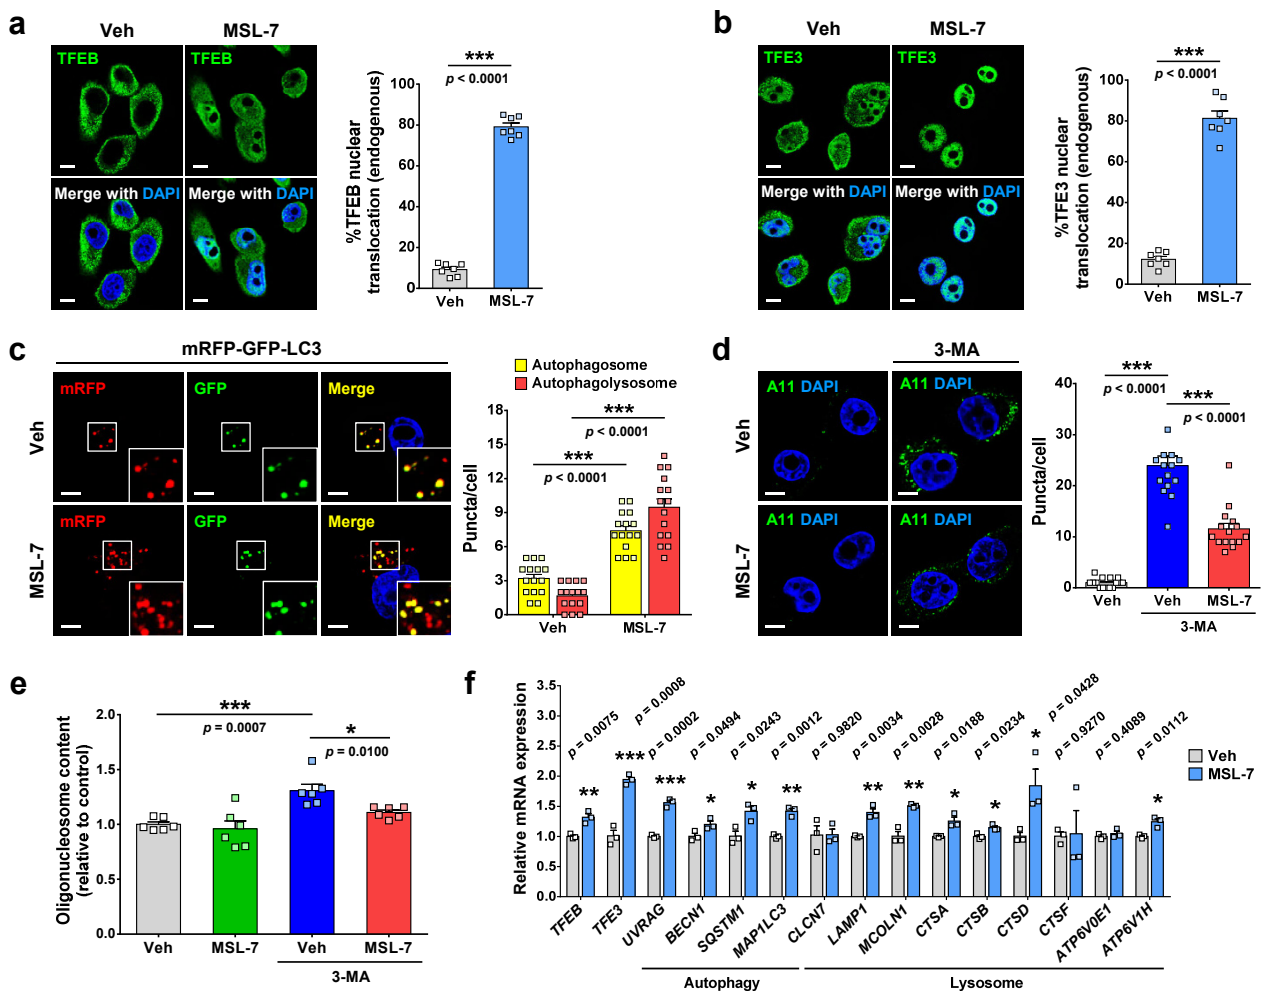 a
Veh
MSL-7
TFEB
TFEB
Merge with DAPI
Merge with DAPI
%TFEB nuclear
translocation (endogenous)
***
p < 0.0001
100
80
60
40
20
0
Veh
MSL-7
b
Veh
MSL-7
TFE3
TFE3
Merge with DAPI
Merge with DAPI
%TFE3 nuclear
translocation (endogenous)
***
p < 0.0001
100
80
60
40
20
0
Veh
MSL-7
c
mRFP-GFP-LC3
Veh
mRFP
GFP
Merge
MSL-7
mRFP
GFP
Merge
Autophagosome
Autophagolysosome
Puncta/cell
18
15
12
9
6
3
0
***
p < 0.0001
***
p < 0.0001
Veh
MSL-7
d
3-MA
Veh
A11 DAPI
A11 DAPI
MSL-7
A11 DAPI
A11 DAPI
Puncta/cell
40
30
20
10
0
***
p < 0.0001
***
p < 0.0001
Veh
Veh
MSL-7
3-MA
e
Oligonucleosome content
(relative to control)
2.0
1.5
1.0
0.5
0.0
***
p = 0.0007
*
p = 0.0100
Veh
MSL-7
Veh
MSL-7
3-MA
f
Relative mRNA expression
3.5
3.0
2.5
2.0
1.5
1.0
0.5
0.0
p = 0.0075
p = 0.0008
p = 0.0002
p = 0.0494
p = 0.0243
p = 0.0012
p = 0.9820
p = 0.0034
p = 0.0028
p = 0.0188
p = 0.0234
p = 0.0428
p = 0.9270
p = 0.4089
p = 0.0112
**
***
***
*
*
**
**
**
*
*
*
*
Veh
MSL-7
TFEB
TFE3
UVRAG
BECN1
SQSTM1
MAP1LC3
CLCN7
LAMP1
MCOLN1
CTSA
CTSB
CTSD
CTSF
ATP6V0E1
ATP6V1H
Autophagy
Lysosome